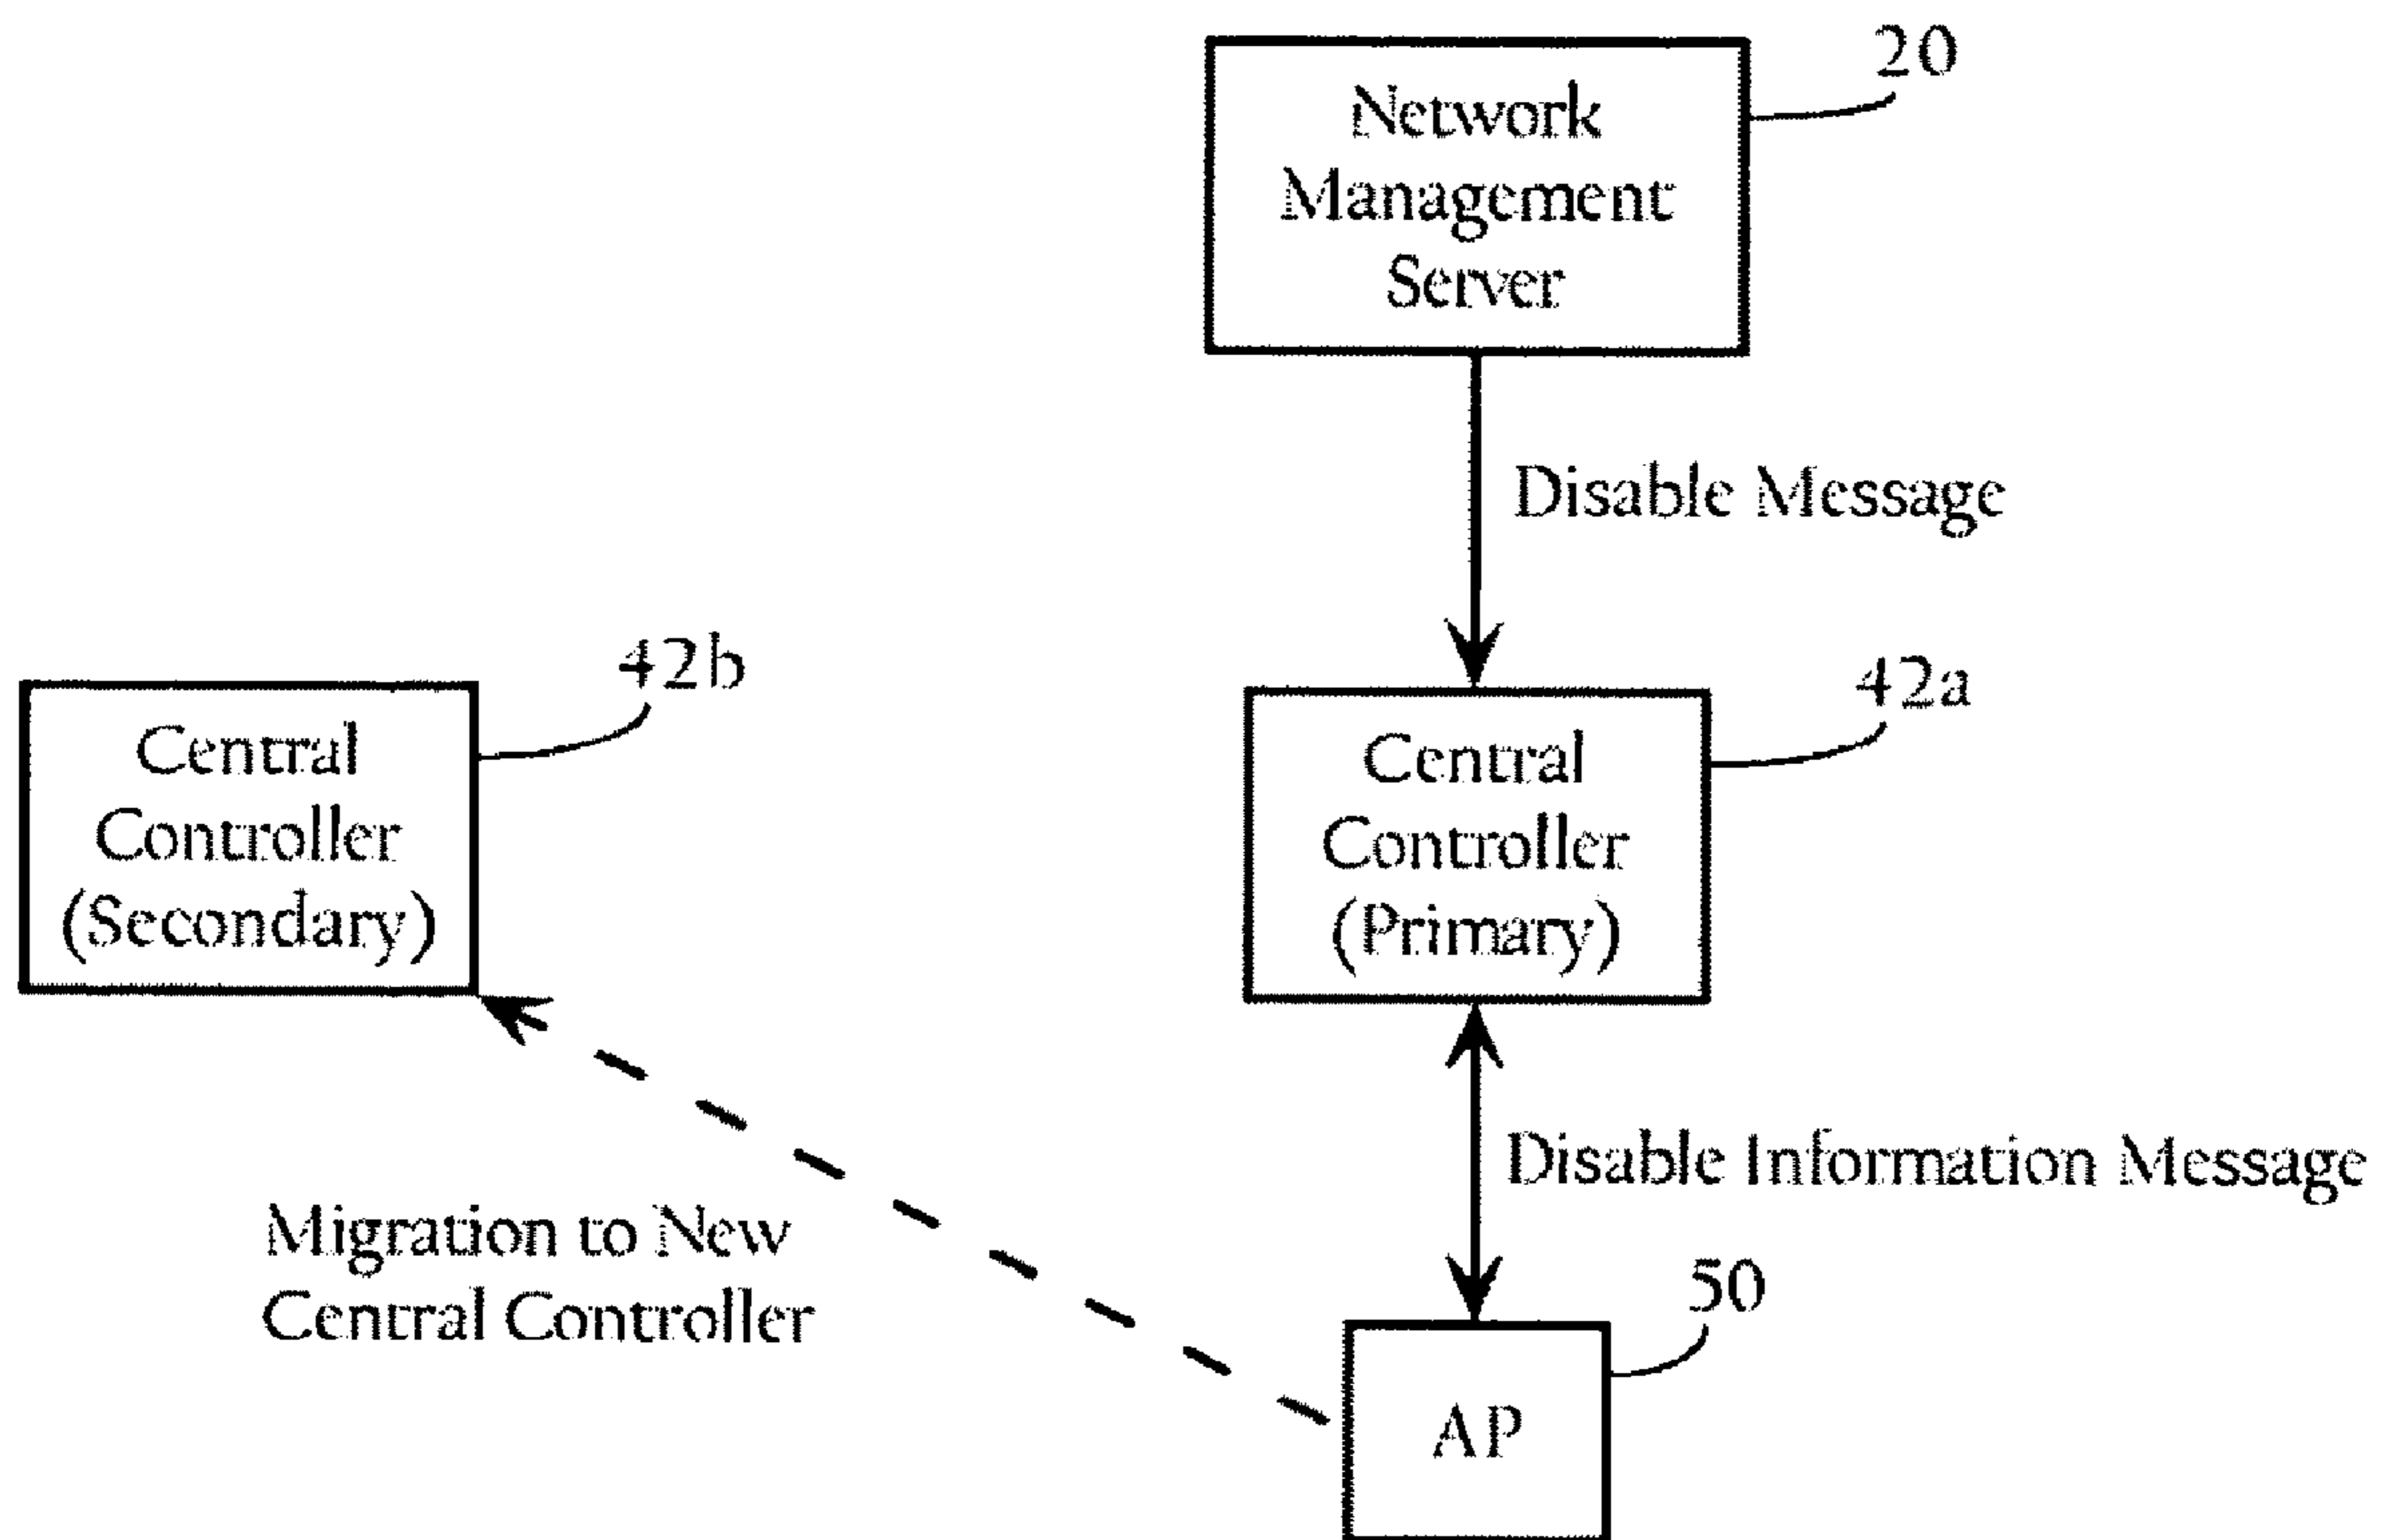 20
Network
Management
Server
Disable Message
42b
Central
Controller
(Secondary)
42a
Central
Controller
(Primary)
Disable Information Message
Migration to New
Central Controller
50
AP